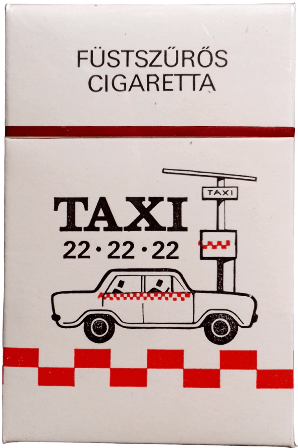 FÜSTSZŰRŐS
CIGARETTA
TAXI
TAXI
22·22·22